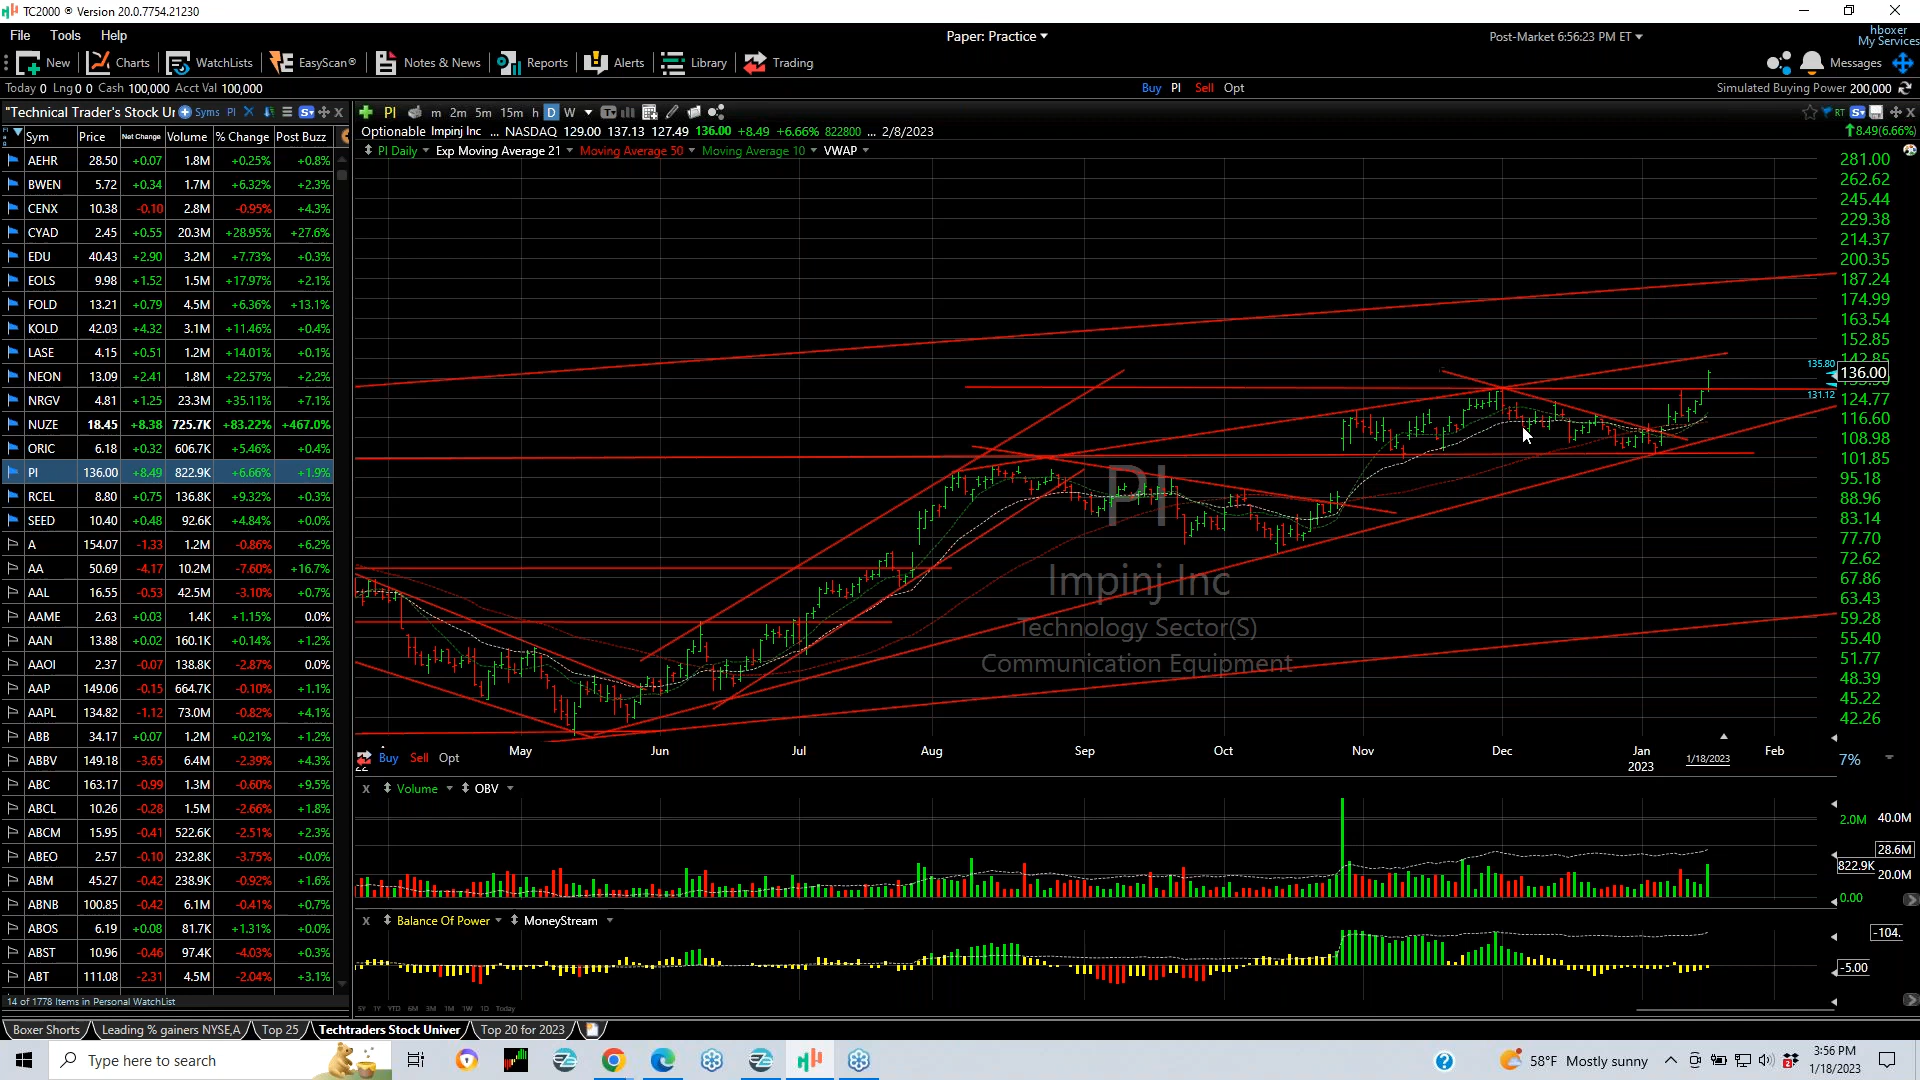 TC2000 ® Version 20.0.7754.21230
File Tools Help
Paper: Practice
Post-Market 6:56:23 PM ET
hboxer
My Services
New Charts WatchLists EasyScan® Notes & News Reports Alerts Library Trading
Messages
Today 0 Lng 0 0 Cash 100,000 Acct Val 100,000
Buy PI Sell Opt
Simulated Buying Power 200,000
"Technical Trader's Stock Ur Syms PI
PI m 2m 5m 15m h D W
RT
Optionable Impinj Inc ... NASDAQ 129.00 137.13 127.49 136.00 +8.49 +6.66% 822800 ... 2/8/2023
8.49(6.66%)
PI Daily Exp Moving Average 21 Moving Average 50 Moving Average 10 VWAP
Sym Price Net Change Volume % Change Post Buzz
AEHR 28.50 +0.07 1.8M +0.25% +0.8%
BWEN 5.72 +0.34 1.7M +6.32% +2.3%
CENX 10.38 -0.10 2.8M -0.95% +4.3%
CYAD 2.45 +0.55 20.3M +28.95% +27.6%
EDU 40.43 +2.90 3.2M +7.73% +0.3%
EOLS 9.98 +1.52 1.5M +17.97% +2.1%
FOLD 13.21 +0.79 4.5M +6.36% +13.1%
KOLD 42.03 +4.32 3.1M +11.46% +0.4%
LASE 4.15 +0.51 1.2M +14.01% +0.1%
NEON 13.09 +2.41 1.8M +22.57% +2.2%
NRGV 4.81 +1.25 23.3M +35.11% +7.1%
NUZE 18.45 +8.38 725.7K +83.22% +467.0%
ORIC 6.18 +0.32 606.7K +5.46% +0.4%
PI 136.00 +8.49 822.9K +6.66% +1.9%
RCEL 8.80 +0.75 136.8K +9.32% +0.3%
SEED 10.40 +0.48 92.6K +4.84% +0.0%
A 154.07 -1.33 1.2M -0.86% +6.2%
AA 50.69 -4.17 10.2M -7.60% +16.7%
AAL 16.55 -0.53 42.5M -3.10% +0.7%
AAME 2.63 +0.03 1.4K +1.15% 0.0%
AAN 13.88 +0.02 160.1K +0.14% +1.2%
AAOI 2.37 -0.07 138.8K -2.87% 0.0%
AAP 149.06 -0.15 664.7K -0.10% +1.1%
AAPL 134.82 -1.12 73.0M -0.82% +4.1%
ABB 34.17 +0.07 1.2M +0.21% +1.2%
ABBV 149.18 -3.65 6.4M -2.39% +4.3%
ABC 163.17 -0.99 1.3M -0.60% +9.5%
ABCL 10.26 -0.28 1.5M -2.66% +1.8%
ABCM 15.95 -0.41 522.6K -2.51% +2.3%
ABEO 2.57 -0.10 232.8K -3.75% +0.0%
ABM 45.27 -0.42 238.9K -0.92% +1.6%
ABNB 100.85 -0.42 6.1M -0.41% +0.7%
ABOS 6.19 +0.08 81.7K +1.31% +0.0%
ABST 10.96 -0.46 97.4K -4.03% +0.3%
ABT 111.08 -2.31 4.5M -2.04% +3.1%
14 of 1778 Items in Personal WatchList
281.00
262.62
245.44
229.38
214.37
200.35
187.24
174.99
163.54
152.85
142.85
135.80
136.00
131.12
124.77
116.60
108.98
101.85
95.18
88.96
83.14
77.70
72.62
67.86
63.43
59.28
55.40
51.77
48.39
45.22
42.26
PI
Impinj Inc
Technology Sector(S)
Communication Equipment
May Jun Jul Aug Sep Oct Nov Dec Jan Feb
2023 1/18/2023
7%
Buy Sell Opt
22
x Volume OBV
2.0M 40.0M
28.6M
822.9K 20.0M
0.00
x Balance Of Power MoneyStream
-104.
-5.00
5Y 1Y YTD 6M 3M 1M 1W 1D Today
Boxer Shorts Leading % gainers NYSE,A Top 25 Techtraders Stock Univer Top 20 for 2023
Type here to search
58°F Mostly sunny
3:56 PM
1/18/2023